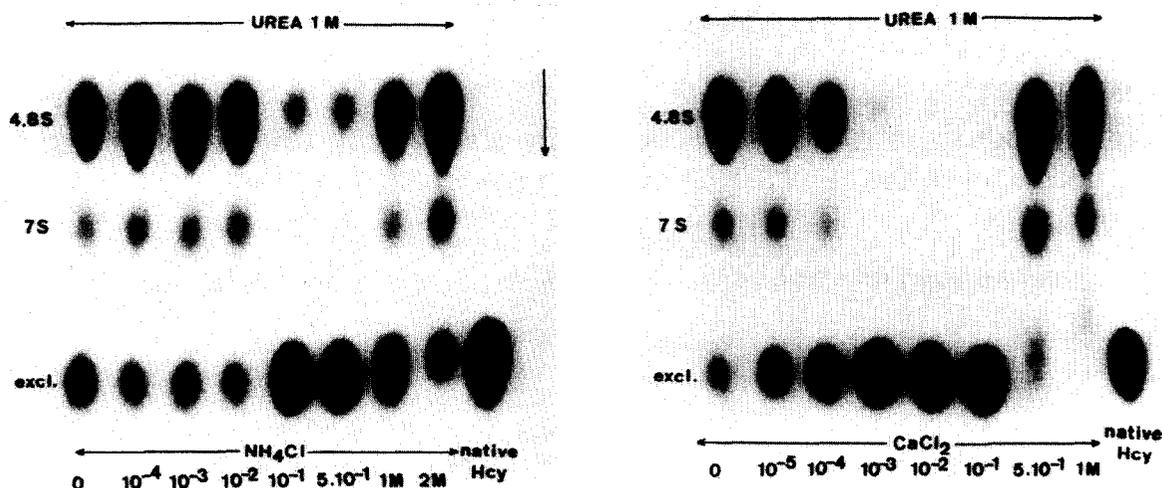 UREA 1 M
4.8S
7S
excl.
NH₄Cl
native
Hcy
0 10⁻⁴ 10⁻³ 10⁻² 10⁻¹ 5.10⁻¹ 1M 2M
UREA 1 M
4.8S
7 S
excl.
CaCl₂
native
Hcy
0 10⁻⁵ 10⁻⁴ 10⁻³ 10⁻² 10⁻¹ 5.10⁻¹ 1M